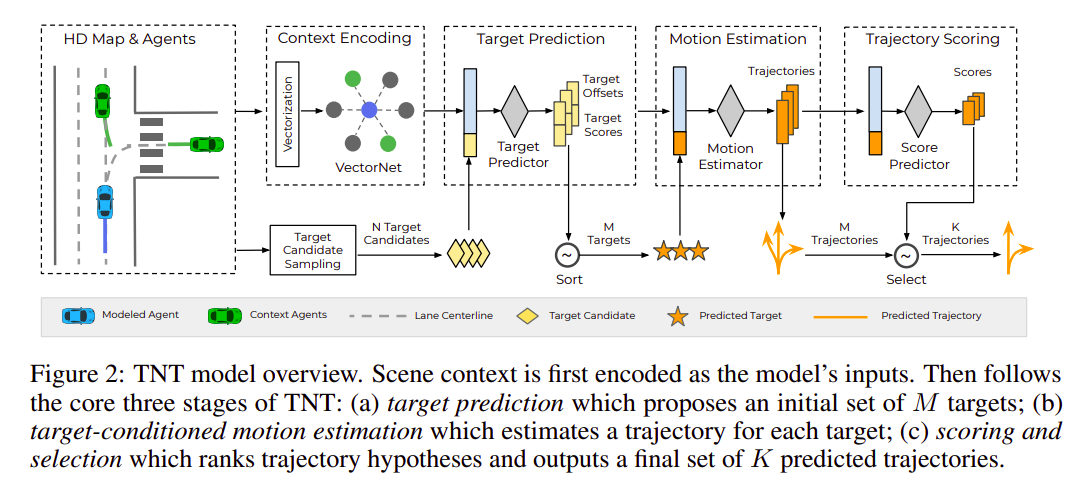 HD Map & Agents
Context Encoding
Target Prediction
Motion Estimation
Trajectory Scoring
Vectorization
VectorNet
Target
Predictor
Target
Offsets
Target
Scores
Trajectories
Motion
Estimator
Scores
Score
Predictor
Target
Candidate
Sampling
N Target
Candidates
~
Sort
M
Targets
M
Trajectories
~
Select
K
Trajectories
Modeled Agent
Context Agents
Lane Centerline
Target Candidate
Predicted Target
Predicted Trajectory
Figure 2: TNT model overview. Scene context is first encoded as the model's inputs. Then follows
the core three stages of TNT: (a) target prediction which proposes an initial set of M targets; (b)
target-conditioned motion estimation which estimates a trajectory for each target; (c) scoring and
selection which ranks trajectory hypotheses and outputs a final set of K predicted trajectories.